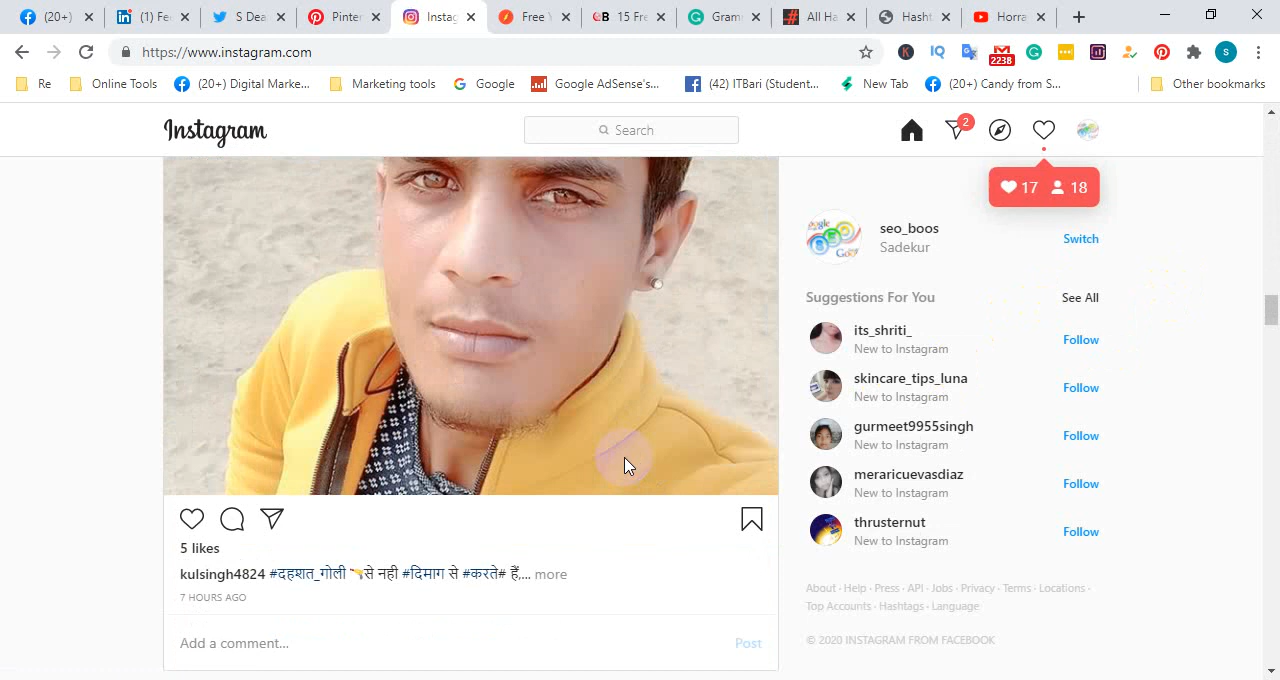 (20+)
(1) Fee
S Dea
Pinter
Instag
Free Y
15 Fre
Gram
All Ha
Hasht
Horra
https://www.instagram.com
2238
Re
Online Tools
(20+) Digital Marke..
Marketing tools
Google
Google AdSense's...
(42) ITBari (Student...
New Tab
(20+) Candy from S...
Other bookmarks
Instagram
Search
2
17 18
seo_boos
Sadekur
Switch
Suggestions For You
See All
its_shriti_
New to Instagram
Follow
skincare_tips_luna
New to Instagram
Follow
gurmeet9955singh
New to Instagram
Follow
meraricuevasdiaz
New to Instagram
Follow
thrusternut
New to Instagram
Follow
5 likes
kulsingh4824 #दहशत_गोली 🔫से नही #दिमाग से #करते# हैं,... more
7 HOURS AGO
Add a comment...
Post
About · Help · Press · API · Jobs · Privacy · Terms · Locations ·
Top Accounts · Hashtags · Language
© 2020 INSTAGRAM FROM FACEBOOK